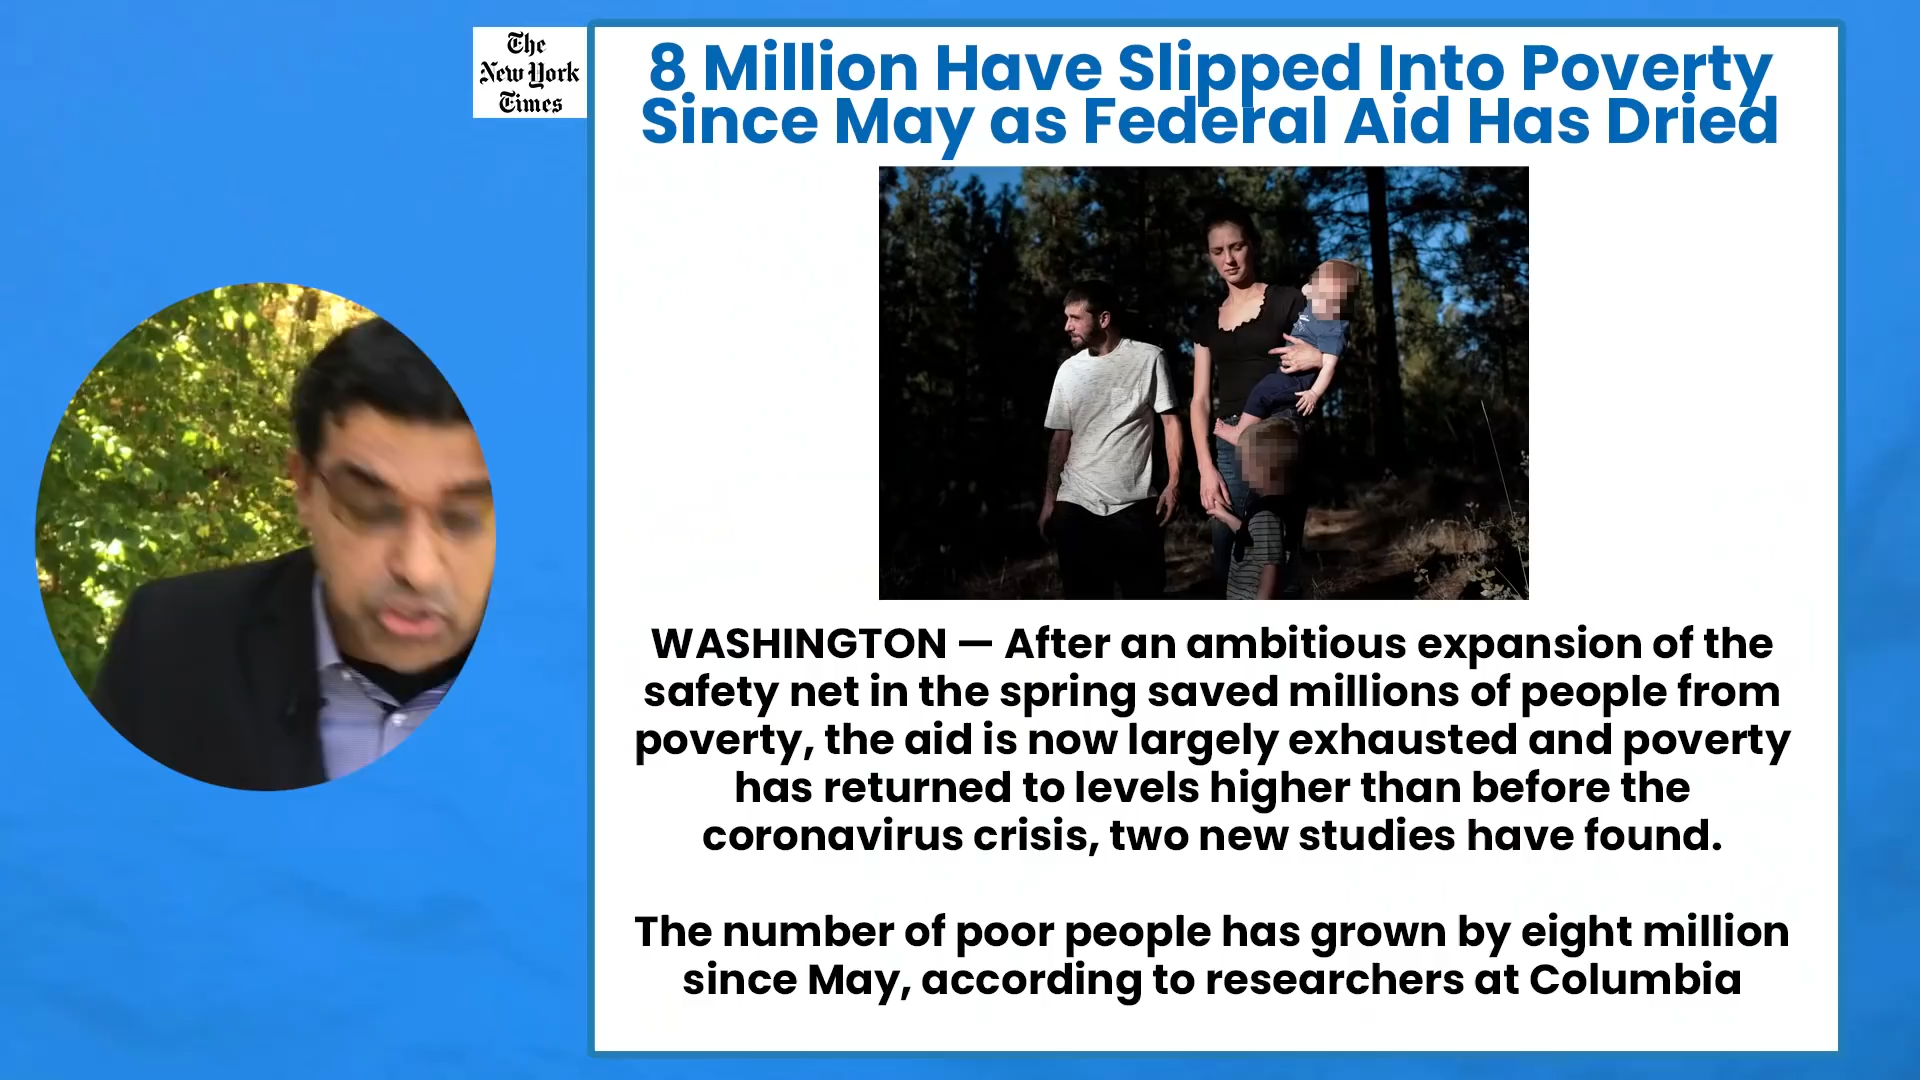 The
New York
Times
8 Million Have Slipped Into Poverty
Since May as Federal Aid Has Dried
WASHINGTON — After an ambitious expansion of the
safety net in the spring saved millions of people from
poverty, the aid is now largely exhausted and poverty
has returned to levels higher than before the
coronavirus crisis, two new studies have found.
The number of poor people has grown by eight million
since May, according to researchers at Columbia